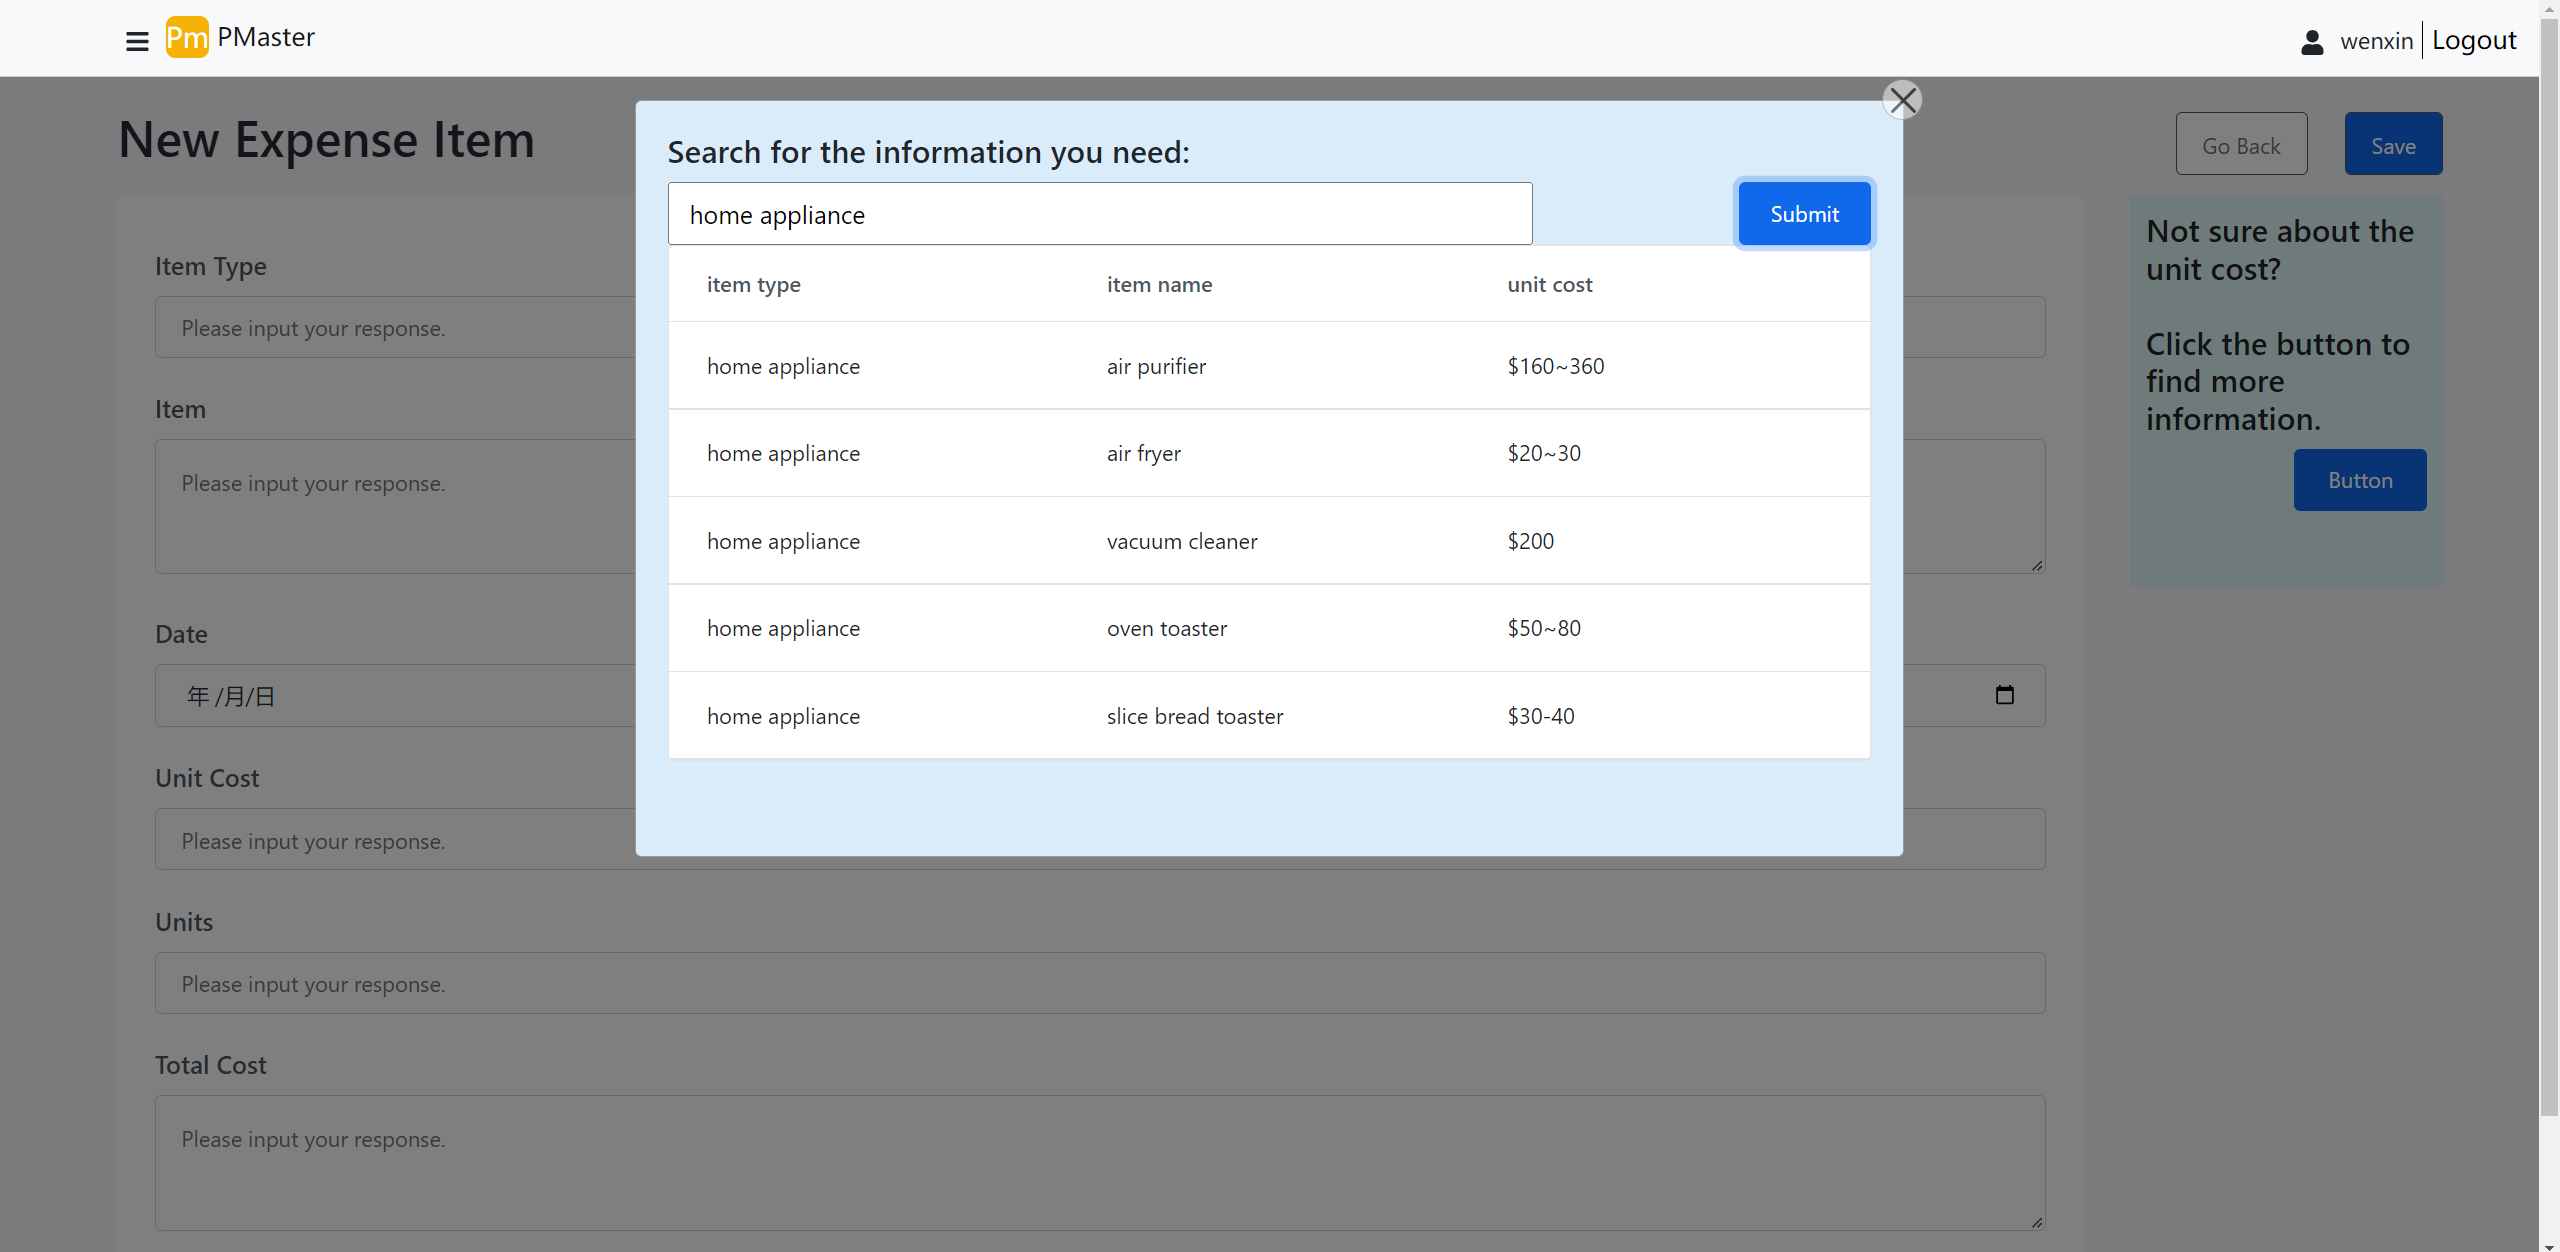 Pm PMaster
wenxin Logout
New Expense Item
Go Back
Save
Search for the information you need:
home appliance
Submit
item type item name unit cost
home appliance air purifier $160~360
home appliance air fryer $20~30
home appliance vacuum cleaner $200
home appliance oven toaster $50~80
home appliance slice bread toaster $30-40
Item Type
Please input your response.
Item
Please input your response.
Date
年 /月/日
Unit Cost
Please input your response.
Units
Please input your response.
Total Cost
Please input your response.
Not sure about the
unit cost?
Click the button to
find more
information.
Button